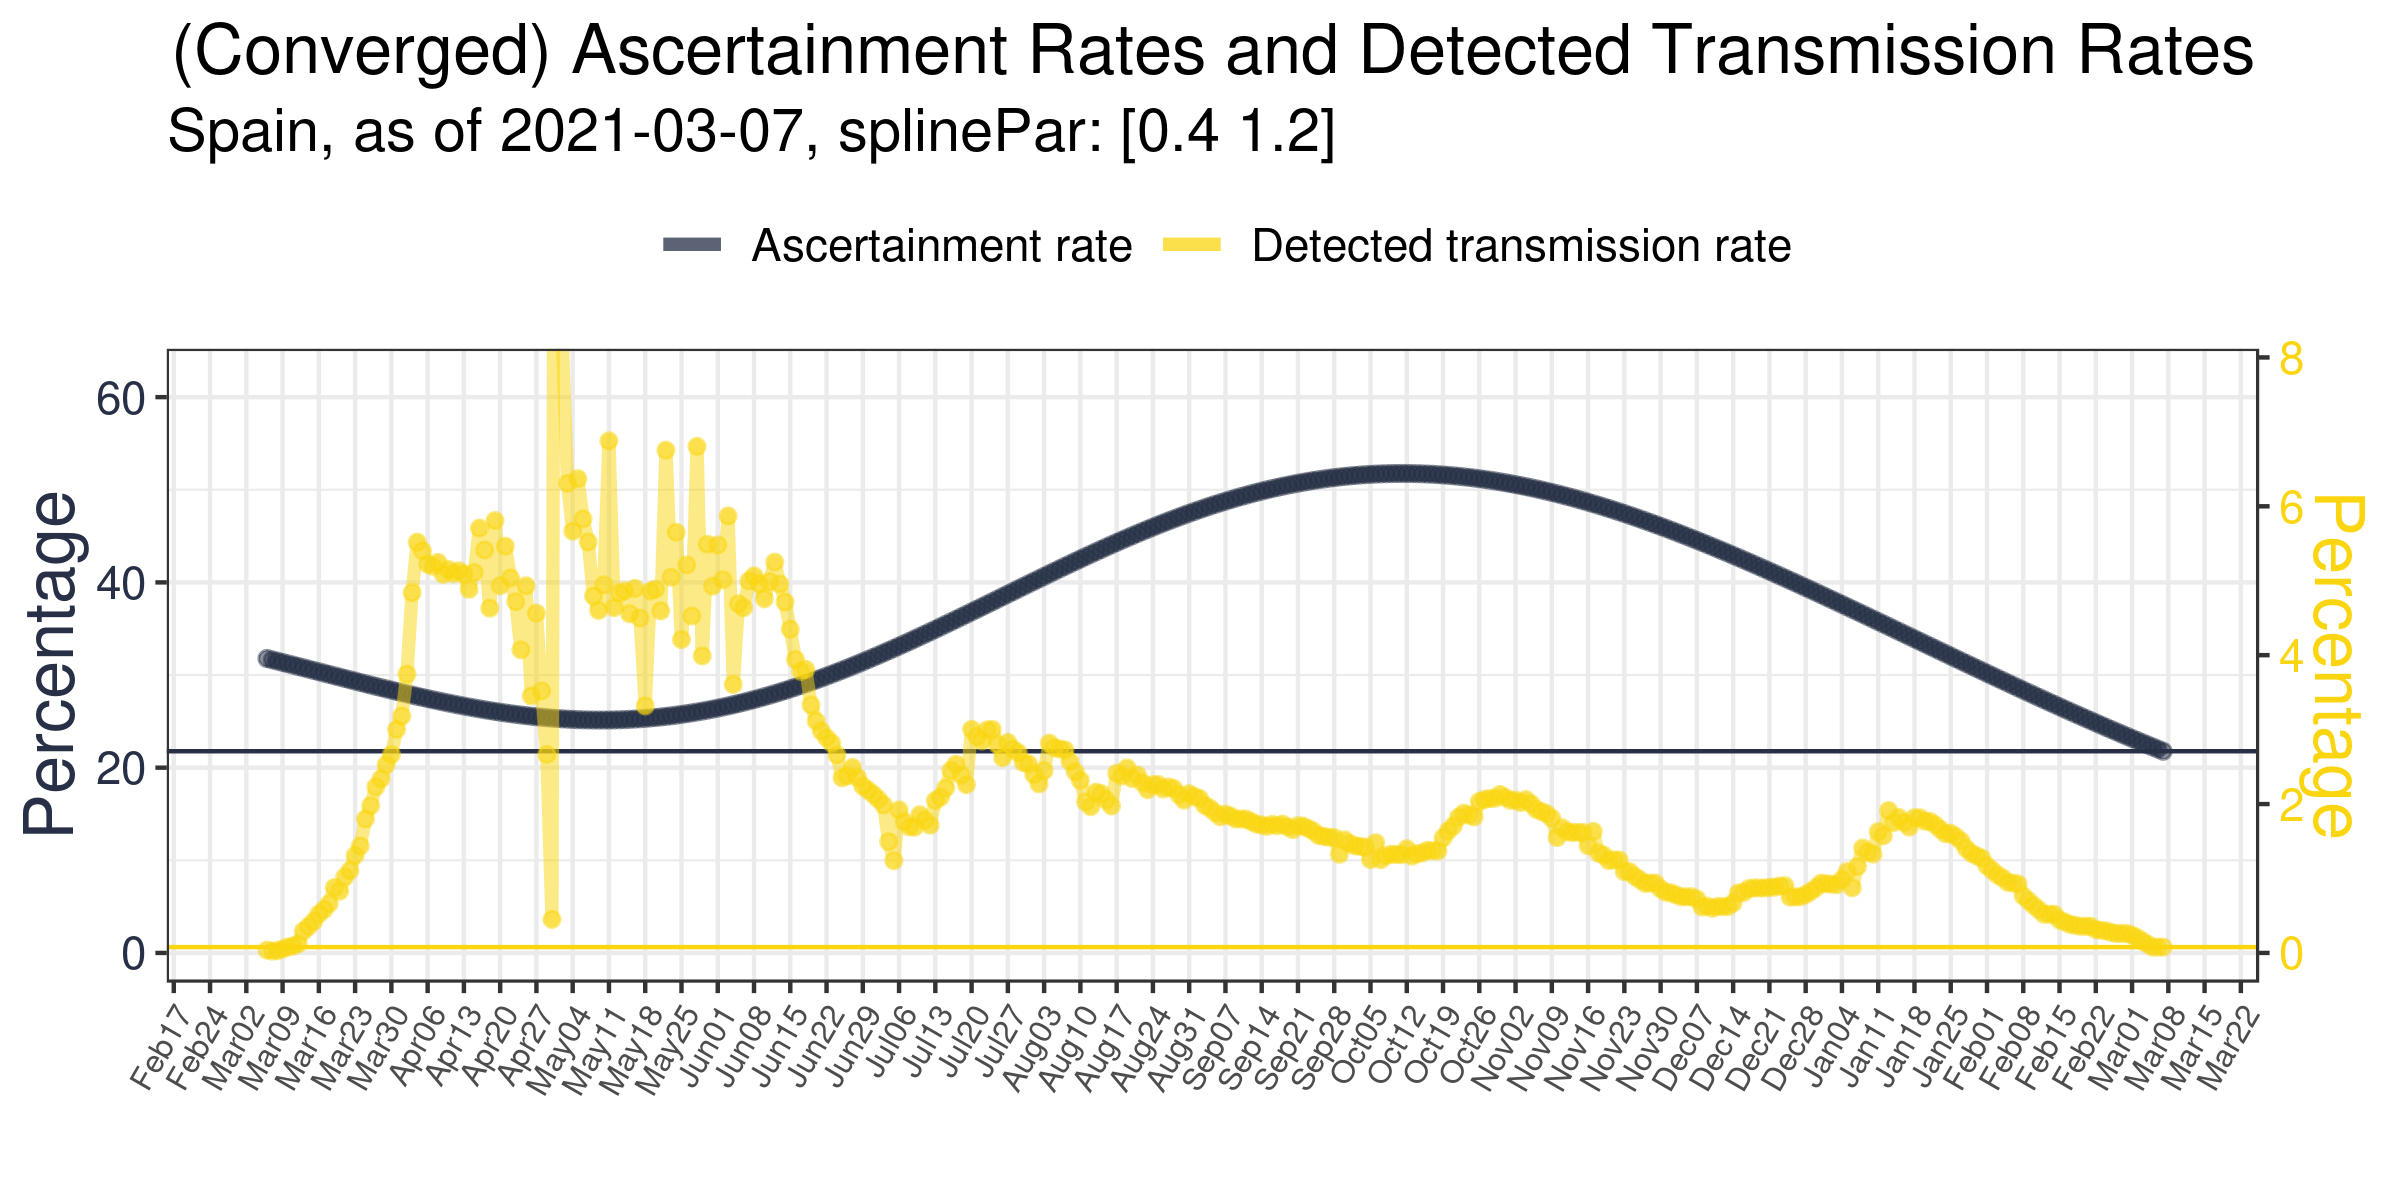 (Converged) Ascertainment Rates and Detected Transmission Rates
Spain, as of 2021-03-07, splinePar: [0.4 1.2]
Ascertainment rate Detected transmission rate
Percentage
60
40
20
0
8
6
4
2
0
Percentage
Feb17 Feb24 Mar02 Mar09 Mar16 Mar23 Mar30 Apr06 Apr13 Apr20 Apr27 May04 May11 May18 May25 Jun01 Jun08 Jun15 Jun22 Jun29 Jul06 Jul13 Jul20 Jul27 Aug03 Aug10 Aug17 Aug24 Aug31 Sep07 Sep14 Sep21 Sep28 Oct05 Oct12 Oct19 Oct26 Nov02 Nov09 Nov16 Nov23 Nov30 Dec07 Dec14 Dec21 Dec28 Jan04 Jan11 Jan18 Jan25 Feb01 Feb08 Feb15 Feb22 Mar01 Mar08 Mar15 Mar22